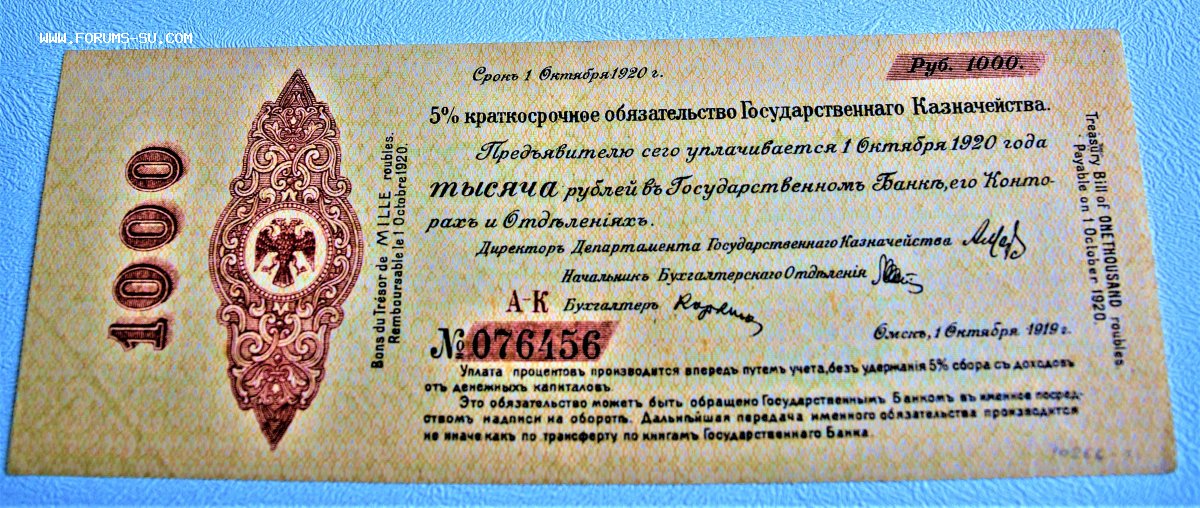 www.forums-su.com
Срокъ 1 Октября 1920 г.
Руб. 1000.
5% краткосрочное обязательство Государственнаго Казначейства.
Предъявителю сего уплачивается 1 Октября 1920 года
тысяча рублей въ Государственномъ Банкѣ, его Конто-
рахъ и Отдѣленіяхъ.
Директоръ Департамента Государственнаго Казначейства
Начальникъ Бухгалтерскаго Отдѣленія
А-К Бухгалтеръ
№ 076456
Омскъ, 1 Октября 1919 г.
Уплата процентовъ производится впередъ путемъ учета, безъ удержания 5% сбора съ доходовъ
отъ денежныхъ капиталовъ.
Это обязательство можетъ быть обращено Государственнымъ Банкомъ въ именное посред-
ствомъ надписи на оборотѣ. Дальнѣйшая передача именного обязательства производится
не иначе какъ по трансферту по книгамъ Государственнаго Банка.
1000
Bons du Trésor de MILLE roubles.
Remboursable le 1 Octobre 1920.
Treasury Bill of ONE THOUSAND roubles
Payable on 1 October 1920.